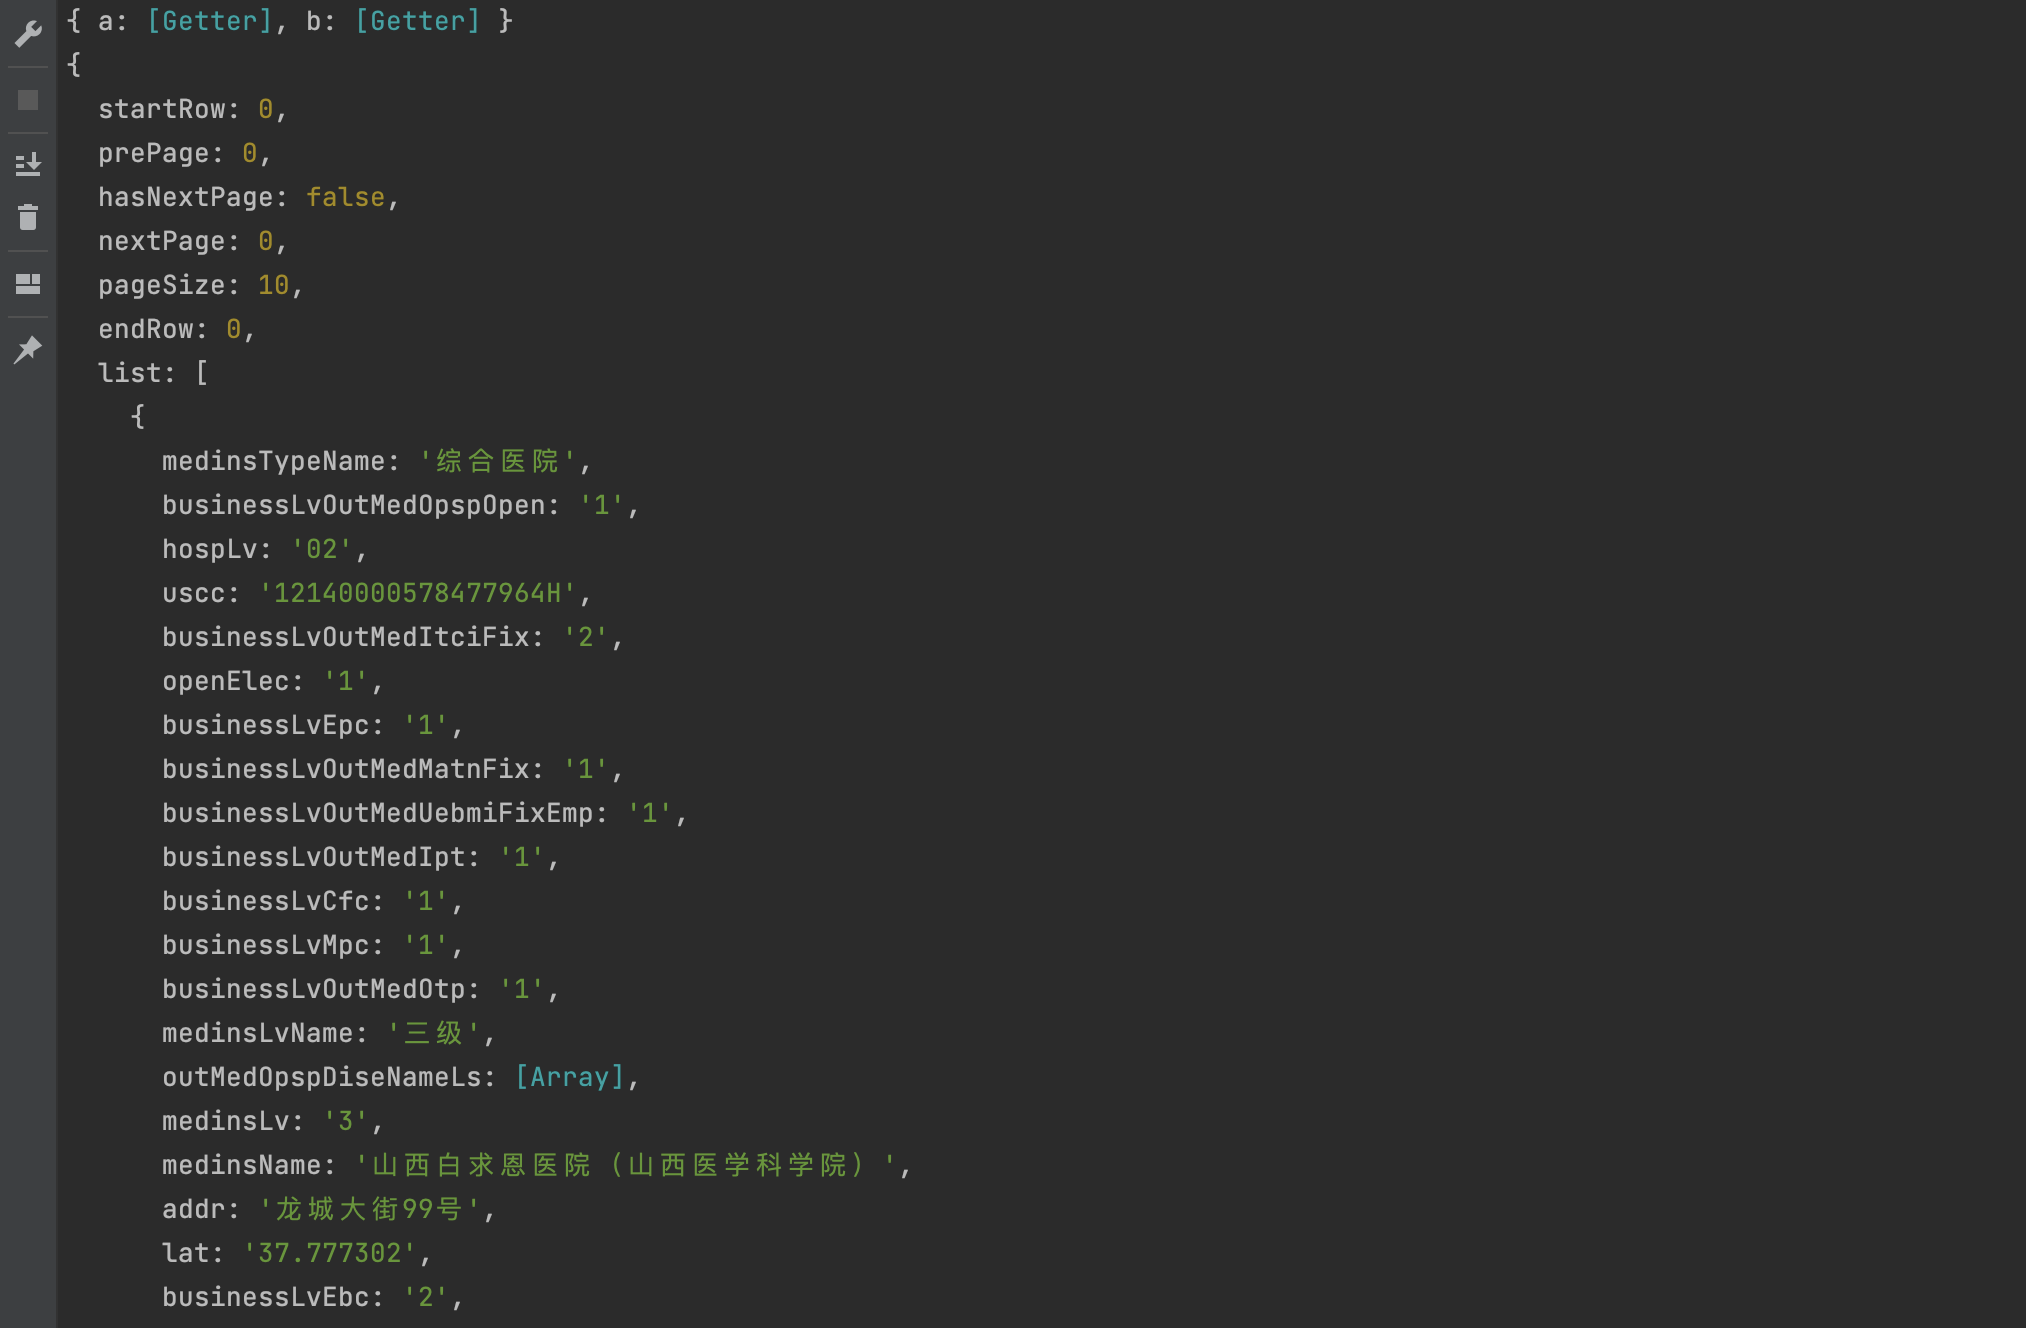 { a: [Getter], b: [Getter] }
{
  startRow: 0,
  prePage: 0,
  hasNextPage: false,
  nextPage: 0,
  pageSize: 10,
  endRow: 0,
  list: [
    {
      medinsTypeName: '综合医院',
      businessLvOutMedOpspOpen: '1',
      hospLv: '02',
      uscc: '12140000578477964H',
      businessLvOutMedItciFix: '2',
      openElec: '1',
      businessLvEpc: '1',
      businessLvOutMedMatnFix: '1',
      businessLvOutMedUebmiFixEmp: '1',
      businessLvOutMedIpt: '1',
      businessLvCfc: '1',
      businessLvMpc: '1',
      businessLvOutMedOtp: '1',
      medinsLvName: '三级',
      outMedOpspDiseNameLs: [Array],
      medinsLv: '3',
      medinsName: '山西白求恩医院（山西医学科学院）',
      addr: '龙城大街99号',
      lat: '37.777302',
      businessLvEbc: '2',